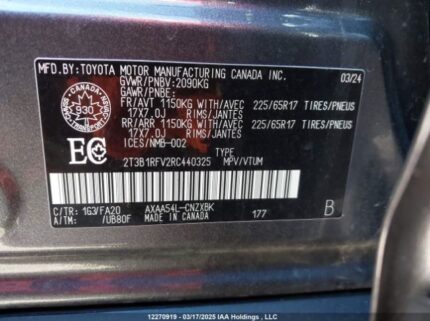 MFD.BY: TOYOTA MOTOR MANUFACTURING CANADA INC.
03/24
GVWR/PNBV: 2090KG
GAWR/PNBE:
FR/AVT 1150KG WITH/AVEC 225/65R17 TIRES/PNEUS
17X7.0J RIMS/JANTES
RR/ARR 1150KG WITH/AVEC 225/65R17 TIRES/PNEUS
17X7.0J RIMS/JANTES
ICES/NMB-002
CANADA
930
EC
2T3B1RFV2RC440325 MPV/VTUM
C/TR: 1G3/FA20 AXAA54L-CNZXBK
A/TM: /UB80F MADE IN CANADA 177 B
12270919 - 03/17/2025 IAA Holdings , LLC